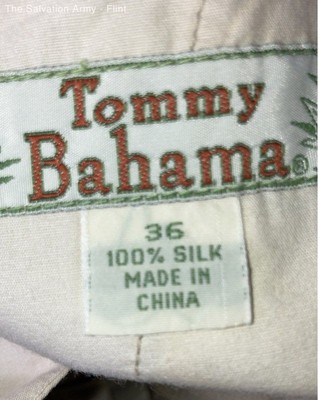 The Salvation Army - Flint
Tommy
Bahama®
36
100% SILK
MADE IN
CHINA